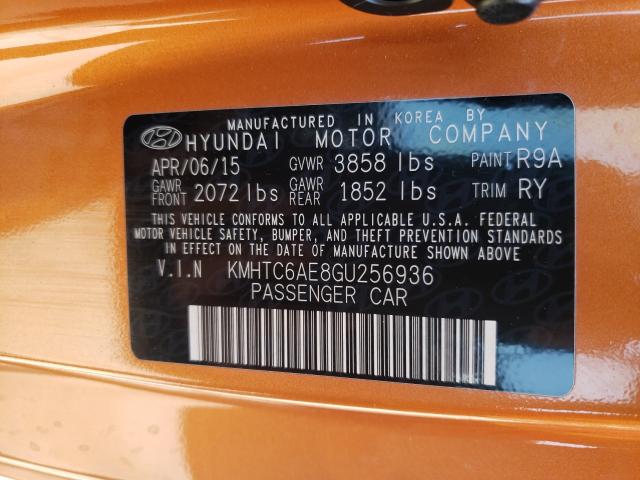 MANUFACTURED IN KOREA BY
HYUNDAI MOTOR COMPANY
APR/06/15 GVWR 3858 lbs PAINT R9A
GAWR FRONT 2072 lbs GAWR REAR 1852 lbs TRIM RY
THIS VEHICLE CONFORMS TO ALL APPLICABLE U.S.A. FEDERAL
MOTOR VEHICLE SAFETY, BUMPER, AND THEFT PREVENTION STANDARDS
IN EFFECT ON THE DATE OF MANUFACTURE SHOWN ABOVE
V.I.N KMHTC6AE8GU256936
PASSENGER CAR